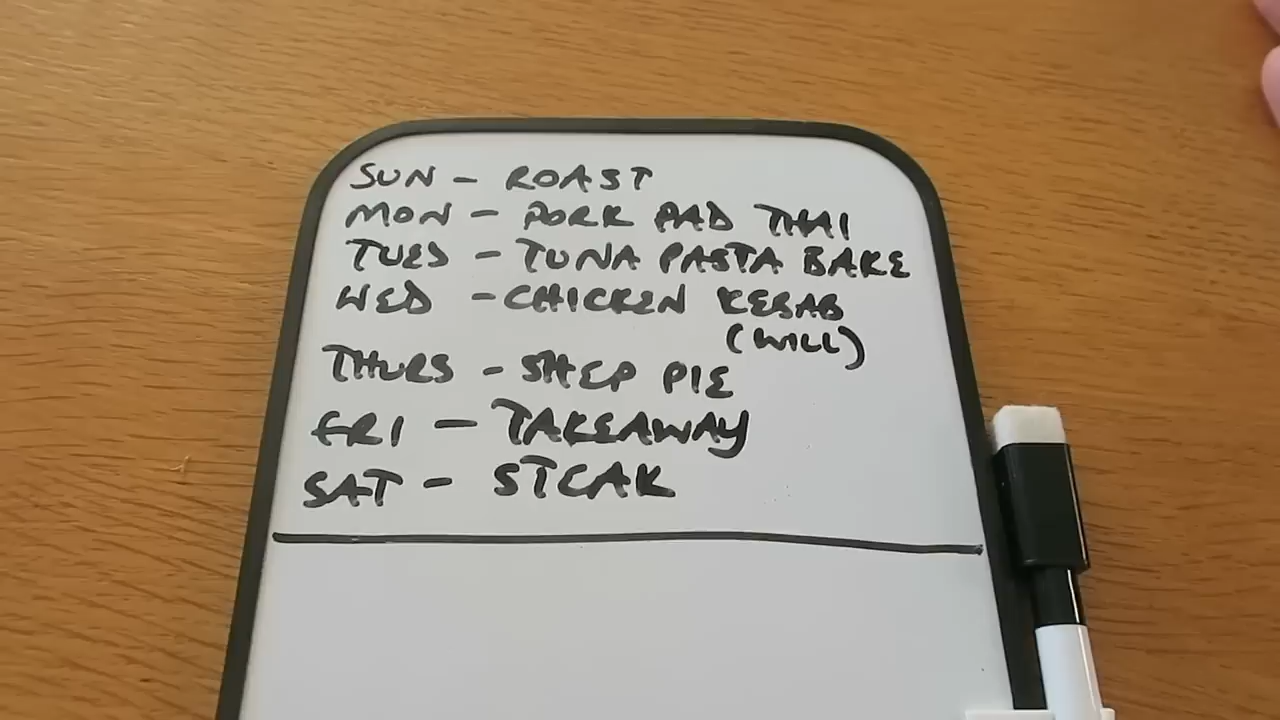 SUN - ROAST
MON - PORK PAD THAI
TUES - TUNA PASTA BAKE
WED - CHICKEN KEBAB
(WILL)
THURS - SHEP PIE
FRI - TAKEAWAY
SAT - STEAK